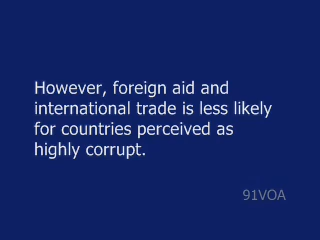 However, foreign aid and
international trade is less likely
for countries perceived as
highly corrupt.
91VOA